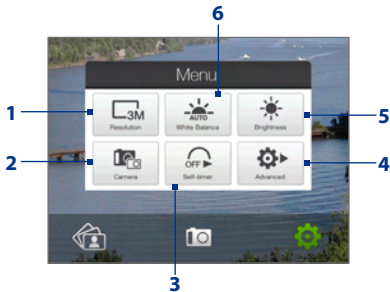 6
Menu
1
3M
AUTO
5
Resolution
White Balance
Brightness
2
OFF
4
Camera
Self-timer
Advanced
3